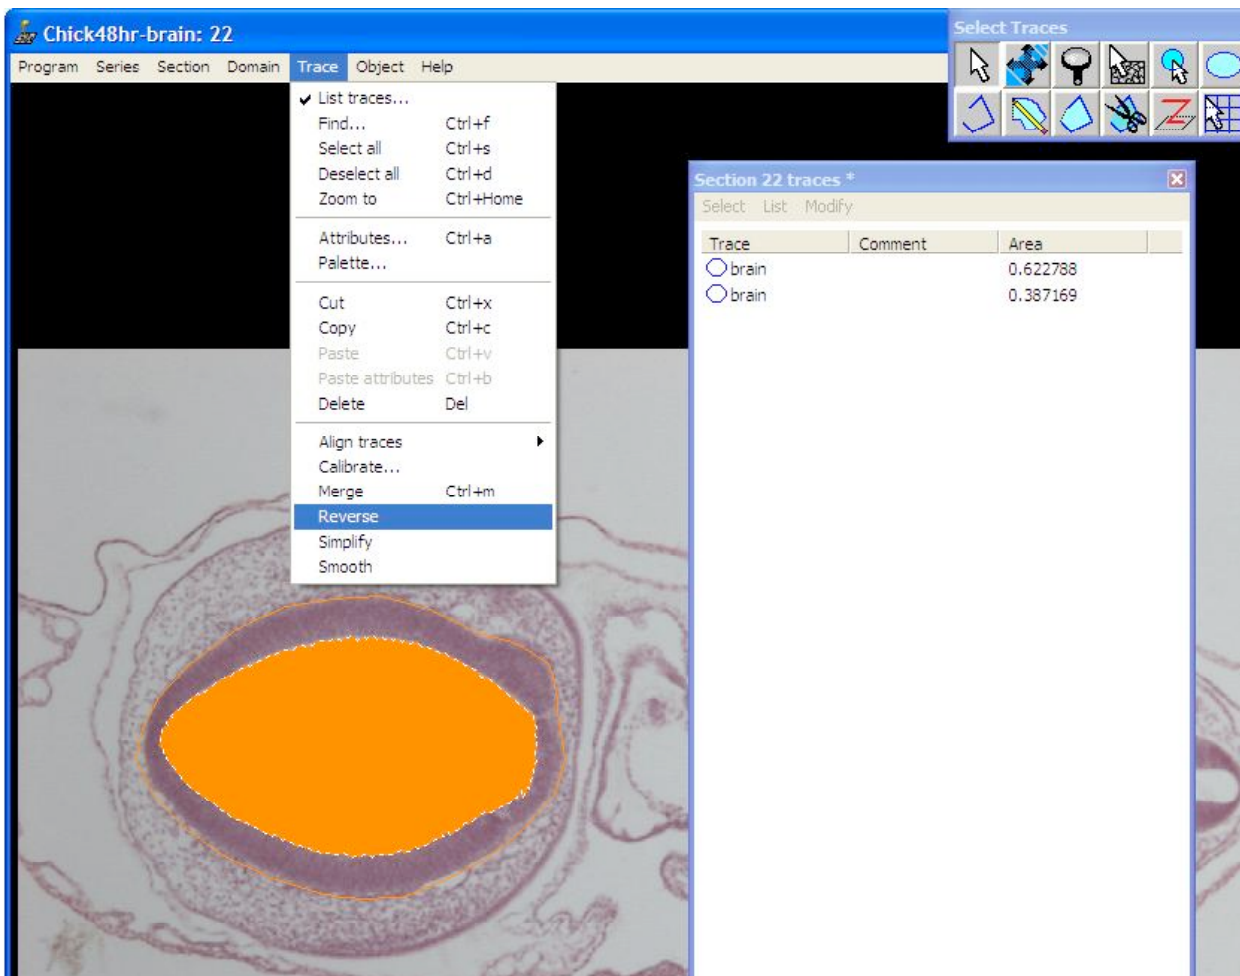 Chick48hr-brain: 22
Program Series Section Domain Trace Object Help
Select Traces
List traces...
Find... Ctrl+f
Select all Ctrl+s
Deselect all Ctrl+d
Zoom to Ctrl+Home
Attributes... Ctrl+a
Palette...
Cut Ctrl+x
Copy Ctrl+c
Paste Ctrl+v
Paste attributes Ctrl+b
Delete Del
Align traces
Calibrate...
Merge Ctrl+m
Reverse
Simplify
Smooth
Section 22 traces *
Select List Modify
Trace Comment Area
brain 0.622788
brain 0.387169